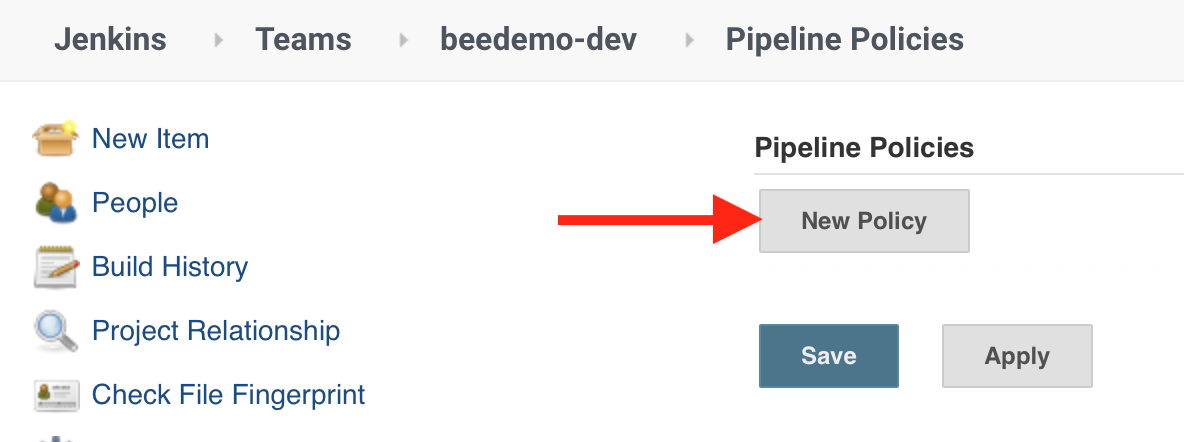 Jenkins Teams beedemo-dev Pipeline Policies
New Item
People
Build History
Project Relationship
Check File Fingerprint
Pipeline Policies
New Policy
Save Apply